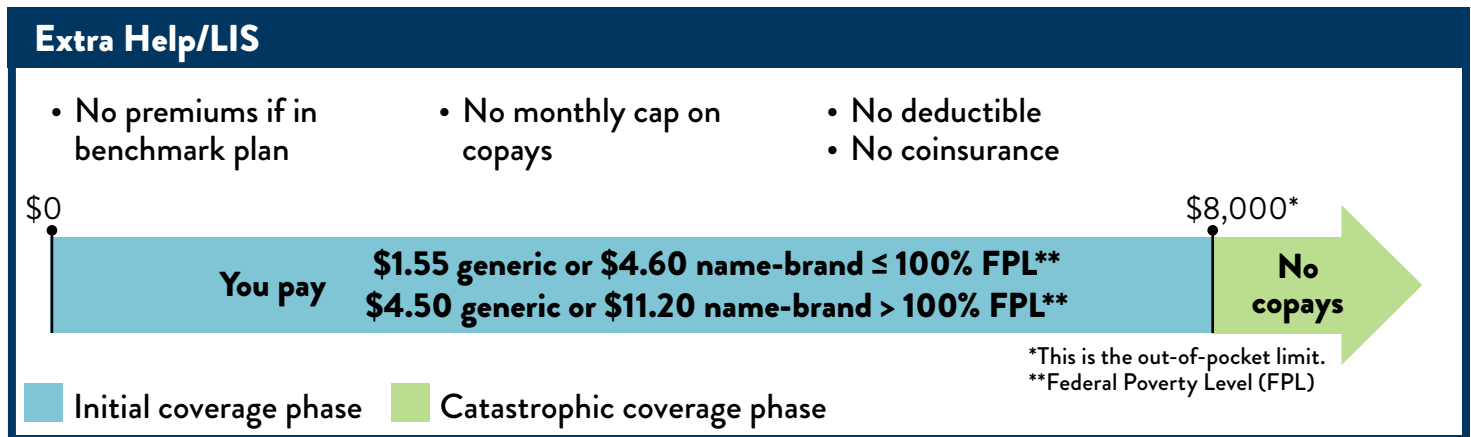 Extra Help/LIS
• No premiums if in
benchmark plan
• No monthly cap on
copays
• No deductible
• No coinsurance
$0
$8,000*
You pay
$1.55 generic or $4.60 name-brand ≤ 100% FPL**
$4.50 generic or $11.20 name-brand > 100% FPL**
No
copays
*This is the out-of-pocket limit.
**Federal Poverty Level (FPL)
Initial coverage phase
Catastrophic coverage phase